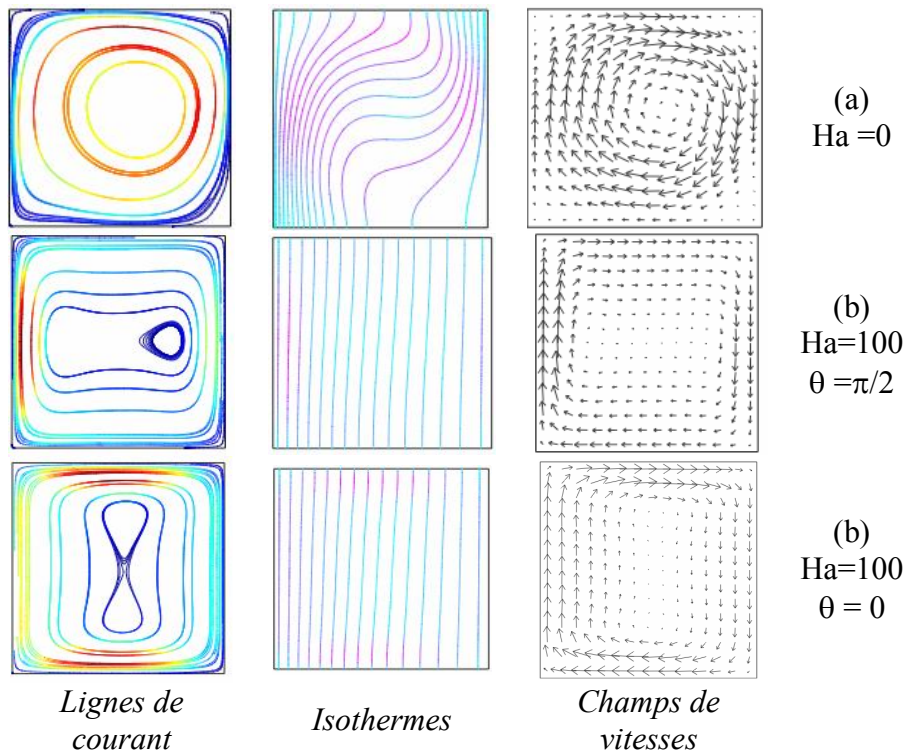 (a)
Ha =0
(b)
Ha=100
θ =π/2
(b)
Ha=100
θ = 0
Lignes de
courant
Isothermes
Champs de
vitesses